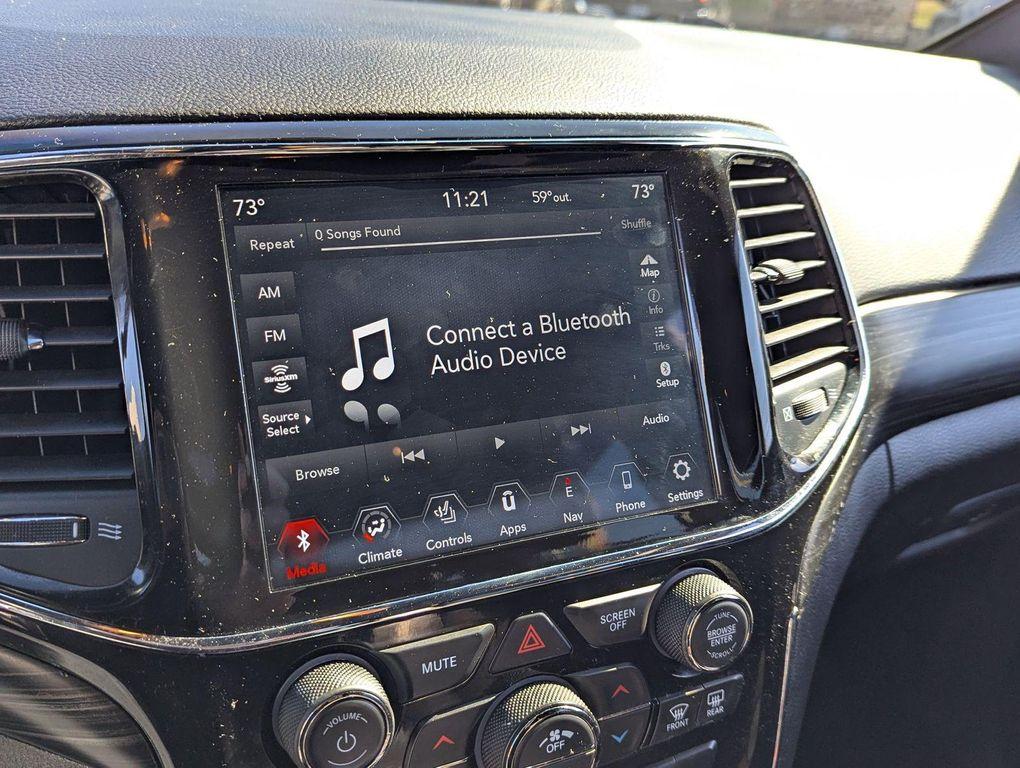 73°
11:21
59°out.
73°
Repeat
0 Songs Found
Shuffle
AM
Map
FM
Connect a Bluetooth
Audio Device
Info
SiriusXM
Trks
Source
Select
Setup
Browse
Audio
Media
Climate
Controls
Apps
E
Nav
Phone
Settings
MUTE
SCREEN
OFF
TUNE
BROWSE
ENTER
SCROLL
VOLUME
OFF
FRONT
REAR